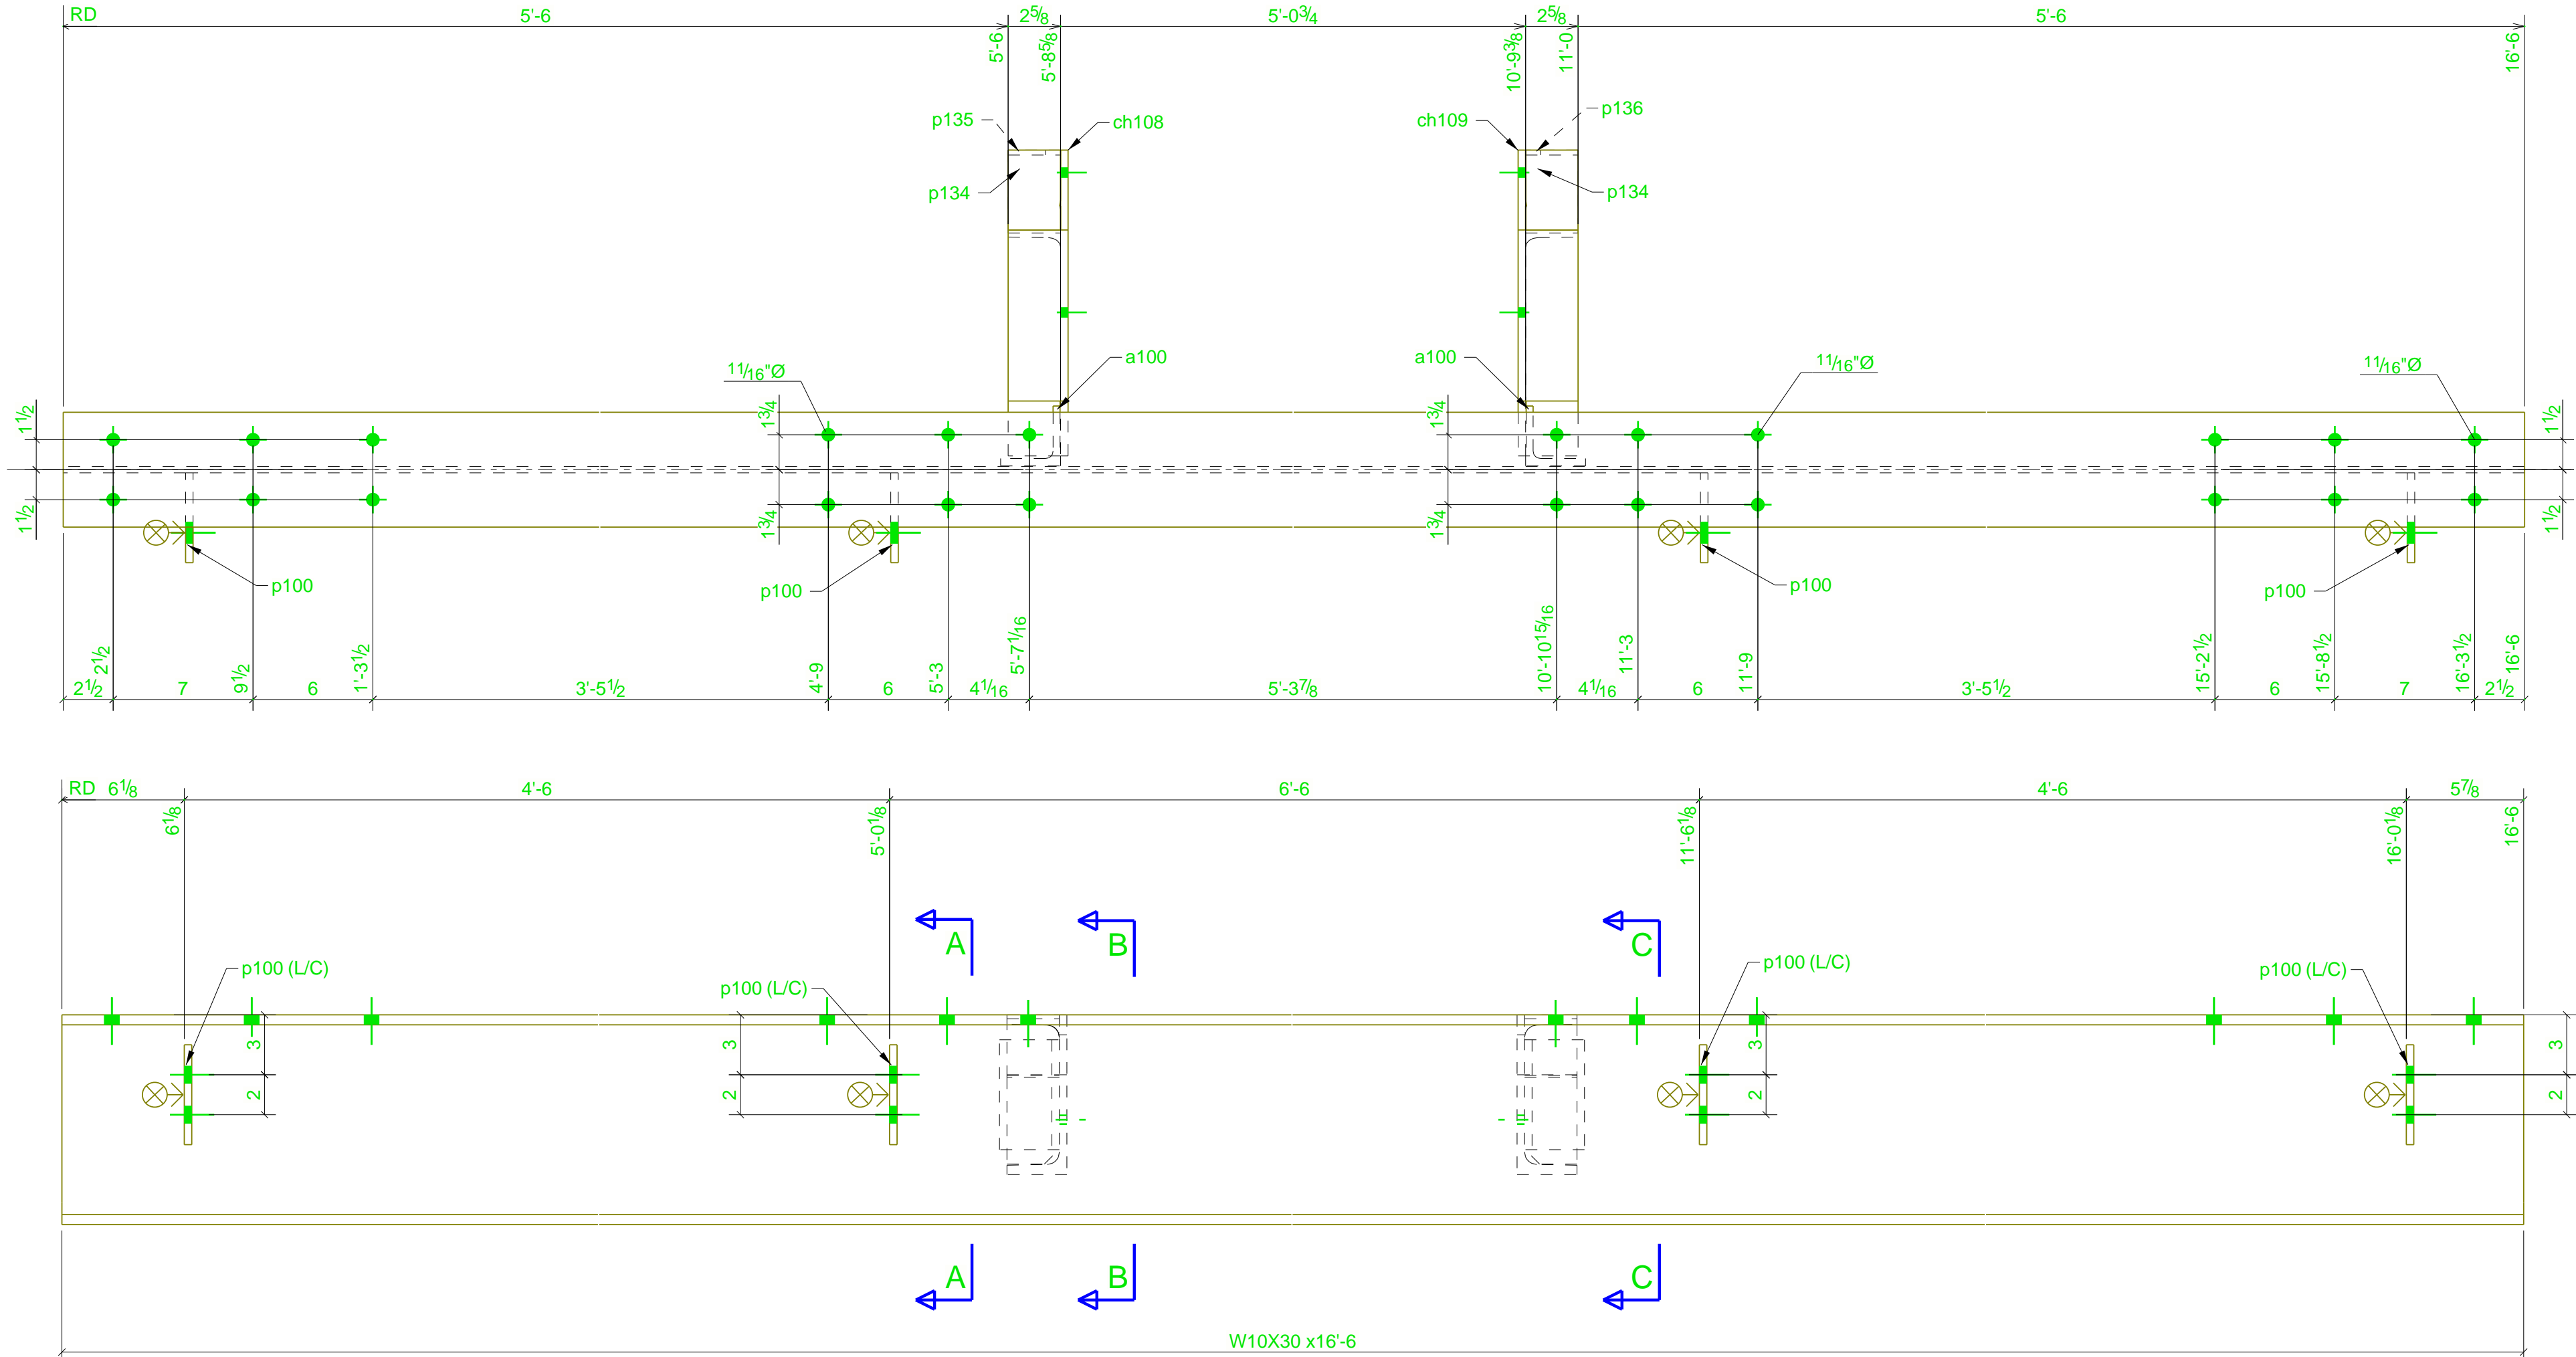 RD 5'-6 2 5/8 5'-0 3/4 2 5/8 5'-6
5'-6 5'-8 5/8 10'-9 3/8 11'-0 16'-6
p135 ch108 ch109 p136
p134 p134
a100 a100
11/16"Ø 11/16"Ø 11/16"Ø
1 1/2 1 3/4 1 3/4 1 1/2
1 1/2 1 3/4 1 3/4 1 1/2
p100 p100 p100 p100
2 1/2 9 1/2 1'-3 1/2 4'-9 5'-3 5'-7 1/16 10'-10 15/16 11'-3 11'-9 15'-2 1/2 15'-8 1/2 16'-3 1/2 16'-6
2 1/2 7 6 3'-5 1/2 6 4 1/16 5'-3 7/8 4 1/16 6 3'-5 1/2 6 7 2 1/2
RD 6 1/8 4'-6 6'-6 4'-6 5 7/8
6 1/8 5'-0 1/8 11'-6 1/8 16'-0 1/8 16'-6
A B C
p100 (L/C) p100 (L/C) p100 (L/C) p100 (L/C)
3 3 3 3
2 2 2 2
A B C
W10X30 x16'-6